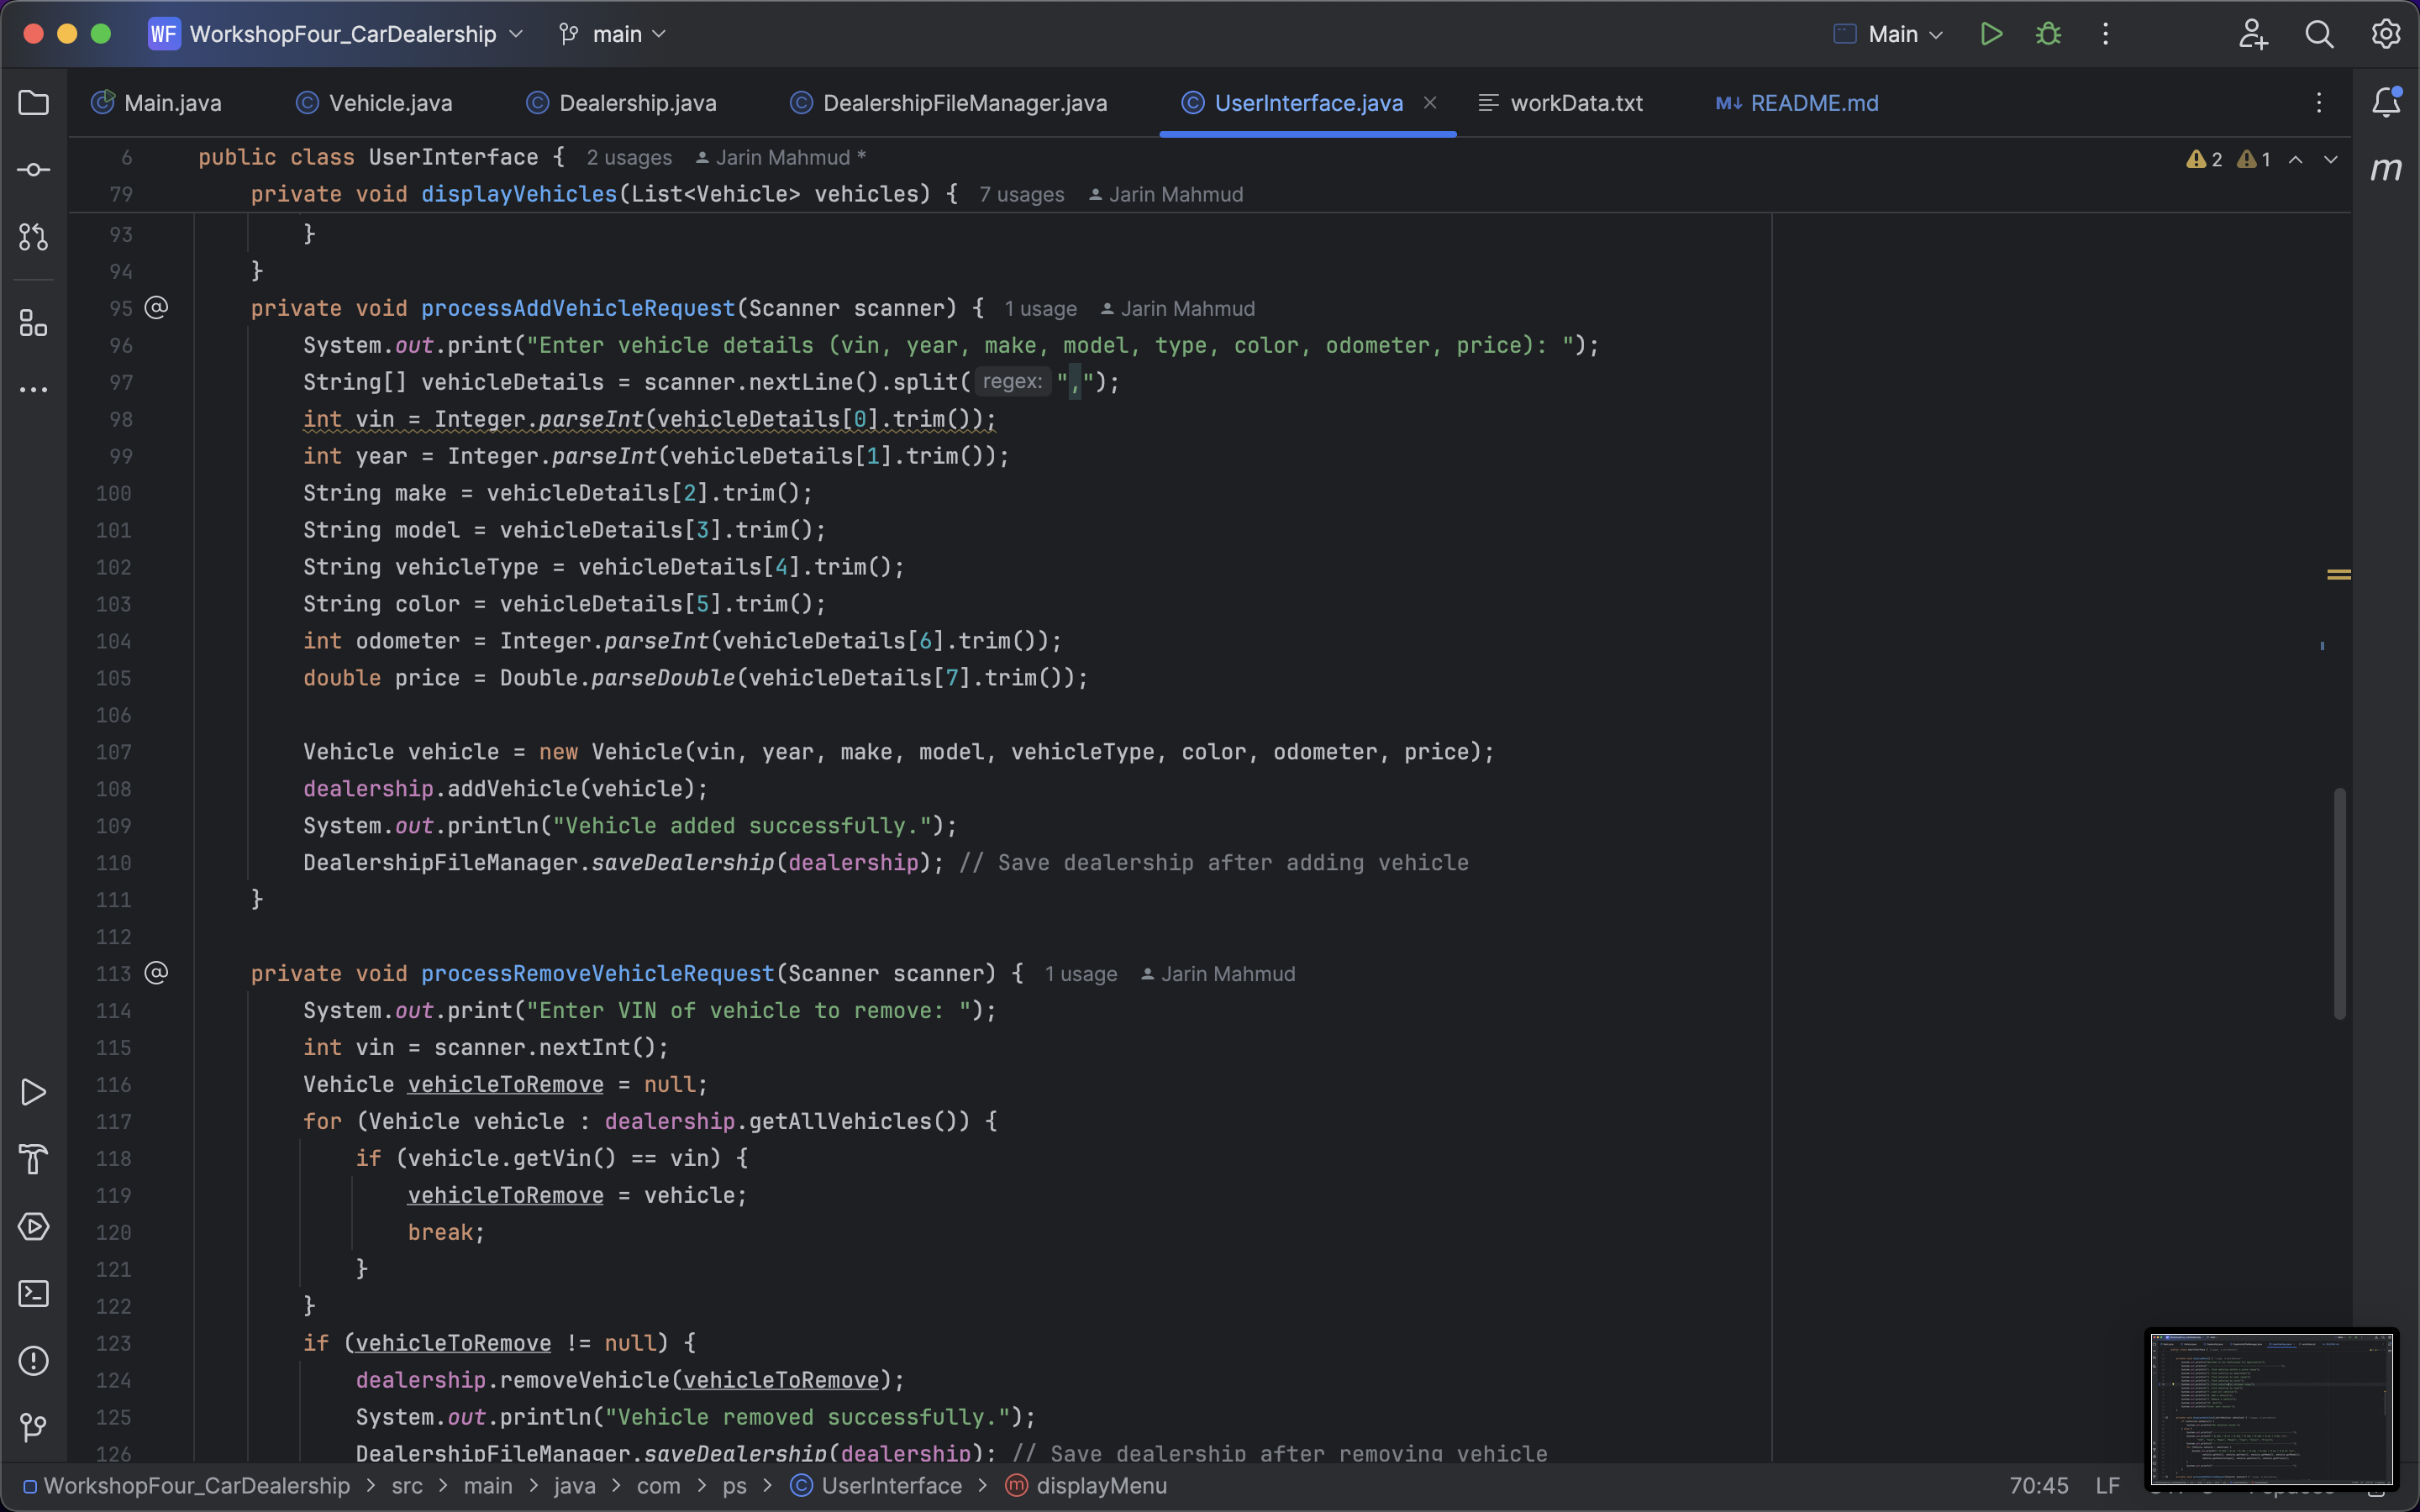 WF WorkshopFour_CarDealership main Main
Main.java Vehicle.java Dealership.java DealershipFileManager.java UserInterface.java workData.txt M↓ README.md
6 public class UserInterface { 2 usages Jarin Mahmud * 2 1
79 private void displayVehicles(List<Vehicle> vehicles) { 7 usages Jarin Mahmud
93 }
94 }
95 @ private void processAddVehicleRequest(Scanner scanner) { 1 usage Jarin Mahmud
96 System.out.print("Enter vehicle details (vin, year, make, model, type, color, odometer, price): ");
97 String[] vehicleDetails = scanner.nextLine().split( regex: ",");
98 int vin = Integer.parseInt(vehicleDetails[0].trim());
99 int year = Integer.parseInt(vehicleDetails[1].trim());
100 String make = vehicleDetails[2].trim();
101 String model = vehicleDetails[3].trim();
102 String vehicleType = vehicleDetails[4].trim();
103 String color = vehicleDetails[5].trim();
104 int odometer = Integer.parseInt(vehicleDetails[6].trim());
105 double price = Double.parseDouble(vehicleDetails[7].trim());
106
107 Vehicle vehicle = new Vehicle(vin, year, make, model, vehicleType, color, odometer, price);
108 dealership.addVehicle(vehicle);
109 System.out.println("Vehicle added successfully.");
110 DealershipFileManager.saveDealership(dealership); // Save dealership after adding vehicle
111 }
112
113 @ private void processRemoveVehicleRequest(Scanner scanner) { 1 usage Jarin Mahmud
114 System.out.print("Enter VIN of vehicle to remove: ");
115 int vin = scanner.nextInt();
116 Vehicle vehicleToRemove = null;
117 for (Vehicle vehicle : dealership.getAllVehicles()) {
118 if (vehicle.getVin() == vin) {
119 vehicleToRemove = vehicle;
120 break;
121 }
122 }
123 if (vehicleToRemove != null) {
124 dealership.removeVehicle(vehicleToRemove);
125 System.out.println("Vehicle removed successfully.");
126 DealershipFileManager.saveDealership(dealership); // Save dealership after removing vehicle
WorkshopFour_CarDealership > src > main > java > com > ps > UserInterface > displayMenu 70:45 LF